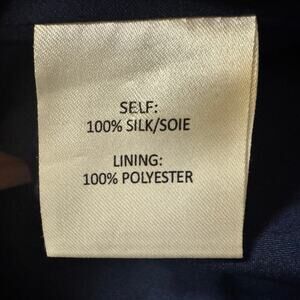 SELF:
100% SILK/SOIE
LINING:
100% POLYESTER